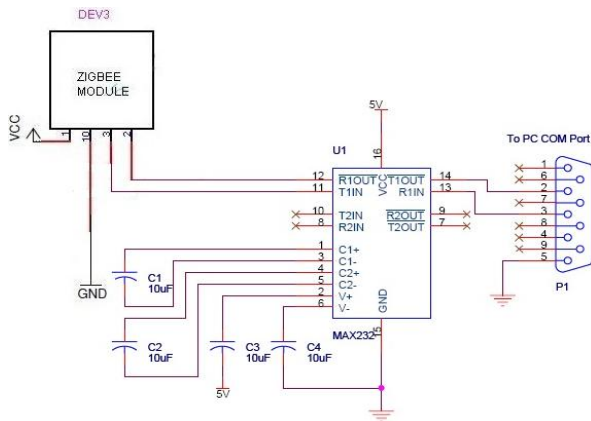 DEV3
ZIGBEE
MODULE
VCC
1
10
3
2
GND
5V
U1
16
VCC
12
R1OUT
T1OUT
14
11
T1IN
R1IN
13
10
T2IN
R2OUT
9
8
R2IN
T2OUT
7
1
C1+
3
C1-
4
C2+
5
C2-
2
V+
6
V-
GND
15
MAX232
C1
10uF
C2
10uF
C3
10uF
C4
10uF
5V
To PC COM Port
1
6
2
7
3
8
4
9
5
P1